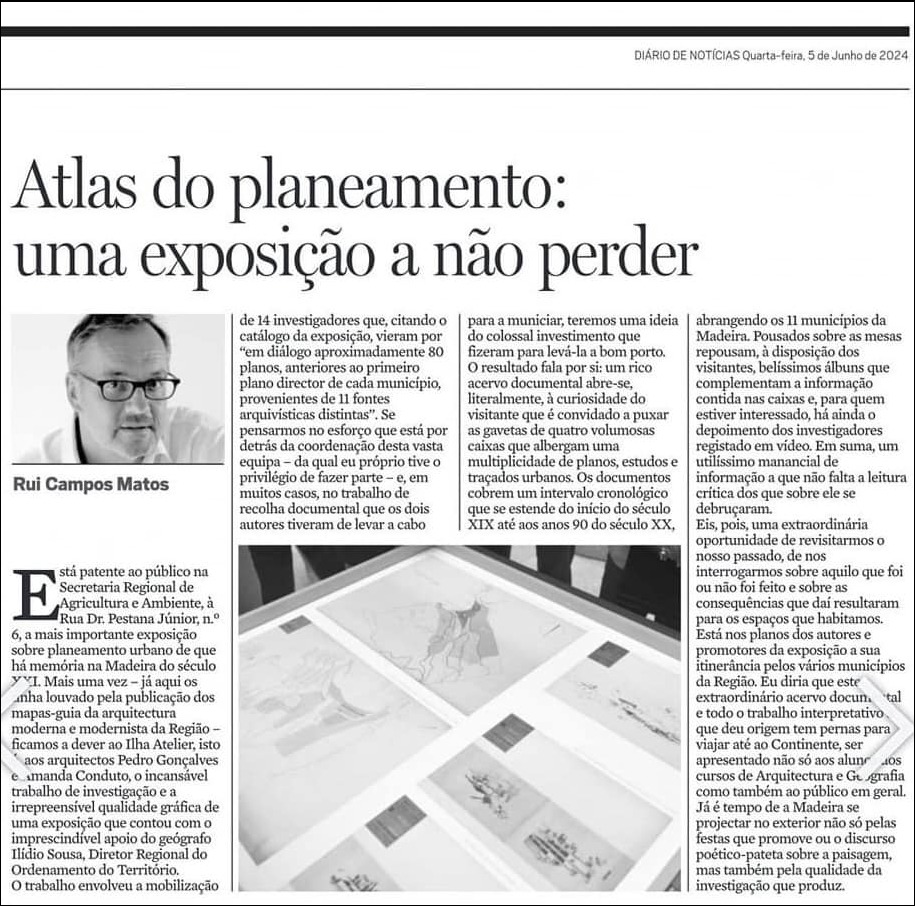 DIÁRIO DE NOTÍCIAS Quarta-feira, 5 de Junho de 2024
Atlas do planeamento:
uma exposição a não perder
Rui Campos Matos
Está patente ao público na
Secretaria Regional de
Agricultura e Ambiente, à
Rua Dr. Pestana Júnior, n.º
6, a mais importante exposição
sobre planeamento urbano de que
há memória na Madeira do século
XXI. Mais uma vez – já aqui os
tinha louvado pela publicação dos
mapas-guia da arquitectura
moderna e modernista da Região –
ficamos a dever ao Ilha Atelier, isto
é, aos arquitectos Pedro Gonçalves
e Amanda Conduto, o incansável
trabalho de investigação e a
irrepreensível qualidade gráfica de
uma exposição que contou com o
imprescindível apoio do geógrafo
Ilídio Sousa, Diretor Regional do
Ordenamento do Território.
O trabalho envolveu a mobilização
de 14 investigadores que, citando o
catálogo da exposição, vieram por
“em diálogo aproximadamente 80
planos, anteriores ao primeiro
plano director de cada município,
provenientes de 11 fontes
arquivísticas distintas”. Se
pensarmos no esforço que está por
detrás da coordenação desta vasta
equipa – da qual eu próprio tive o
privilégio de fazer parte – e, em
muitos casos, no trabalho de
recolha documental que os dois
autores tiveram de levar a cabo
para a municiar, teremos uma ideia
do colossal investimento que
fizeram para levá-la a bom porto.
O resultado fala por si: um rico
acervo documental abre-se,
literalmente, à curiosidade do
visitante que é convidado a puxar
as gavetas de quatro volumosas
caixas que albergam uma
multiplicidade de planos, estudos e
traçados urbanos. Os documentos
cobrem um intervalo cronológico
que se estende do início do século
XIX até aos anos 90 do século XX,
abrangendo os 11 municípios da
Madeira. Pousados sobre as mesas
repousam, à disposição dos
visitantes, belíssimos álbuns que
complementam a informação
contida nas caixas e, para quem
estiver interessado, há ainda o
depoimento dos investigadores
registado em vídeo. Em suma, um
utilíssimo manancial de
informação a que não falta a leitura
crítica dos que sobre ele se
debruçaram.
Eis, pois, uma extraordinária
oportunidade de revisitarmos o
nosso passado, de nos
interrogarmos sobre aquilo que foi
ou não foi feito e sobre as
consequências que daí resultaram
para os espaços que habitamos.
Está nos planos dos autores e
promotores da exposição a sua
itinerância pelos vários municípios
da Região. Eu diria que este
extraordinário acervo documental
e todo o trabalho interpretativo
que deu origem tem pernas para
viajar até ao Continente, ser
apresentado não só aos alunos dos
cursos de Arquitectura e Geografia
como também ao público em geral.
Já é tempo de a Madeira se
projectar no exterior não só pelas
festas que promove ou o discurso
poético-pateta sobre a paisagem,
mas também pela qualidade da
investigação que produz.